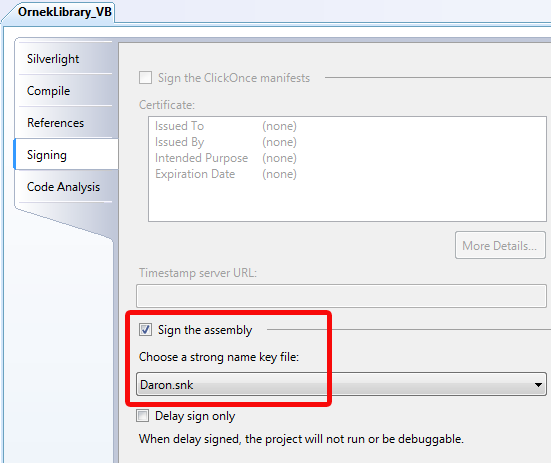 OrnekLibrary_VB
Silverlight
Compile
References
Signing
Code Analysis
Sign the ClickOnce manifests
Certificate:
Issued To (none)
Issued By (none)
Intended Purpose (none)
Expiration Date (none)
More Details...
Timestamp server URL:
Sign the assembly
Choose a strong name key file:
Daron.snk
Delay sign only
When delay signed, the project will not run or be debuggable.